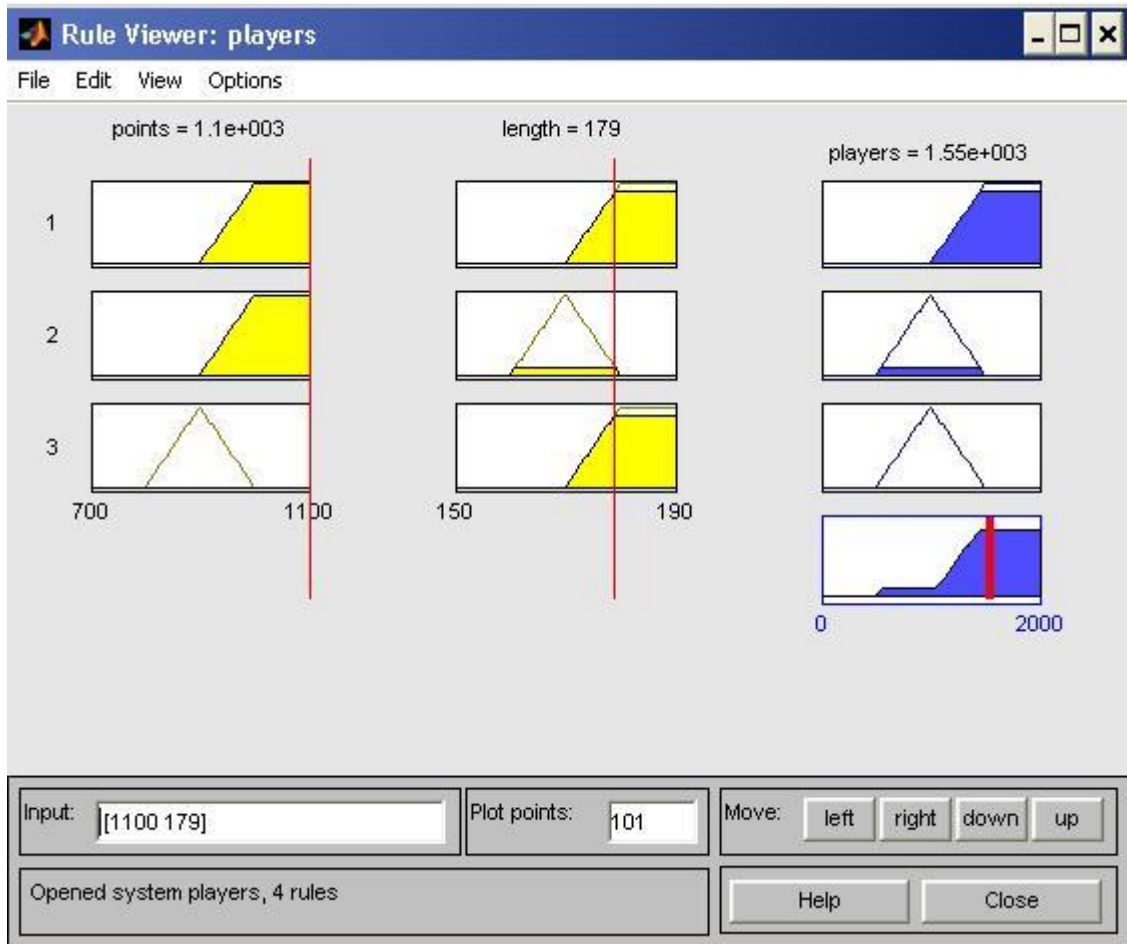 Rule Viewer: players
File Edit View Options
points = 1.1e+003
length = 179
players = 1.55e+003
1
2
3
700 1100
150 190
0 2000
Input: [1100 179]
Plot points: 101
Move: left right down up
Opened system players, 4 rules
Help Close